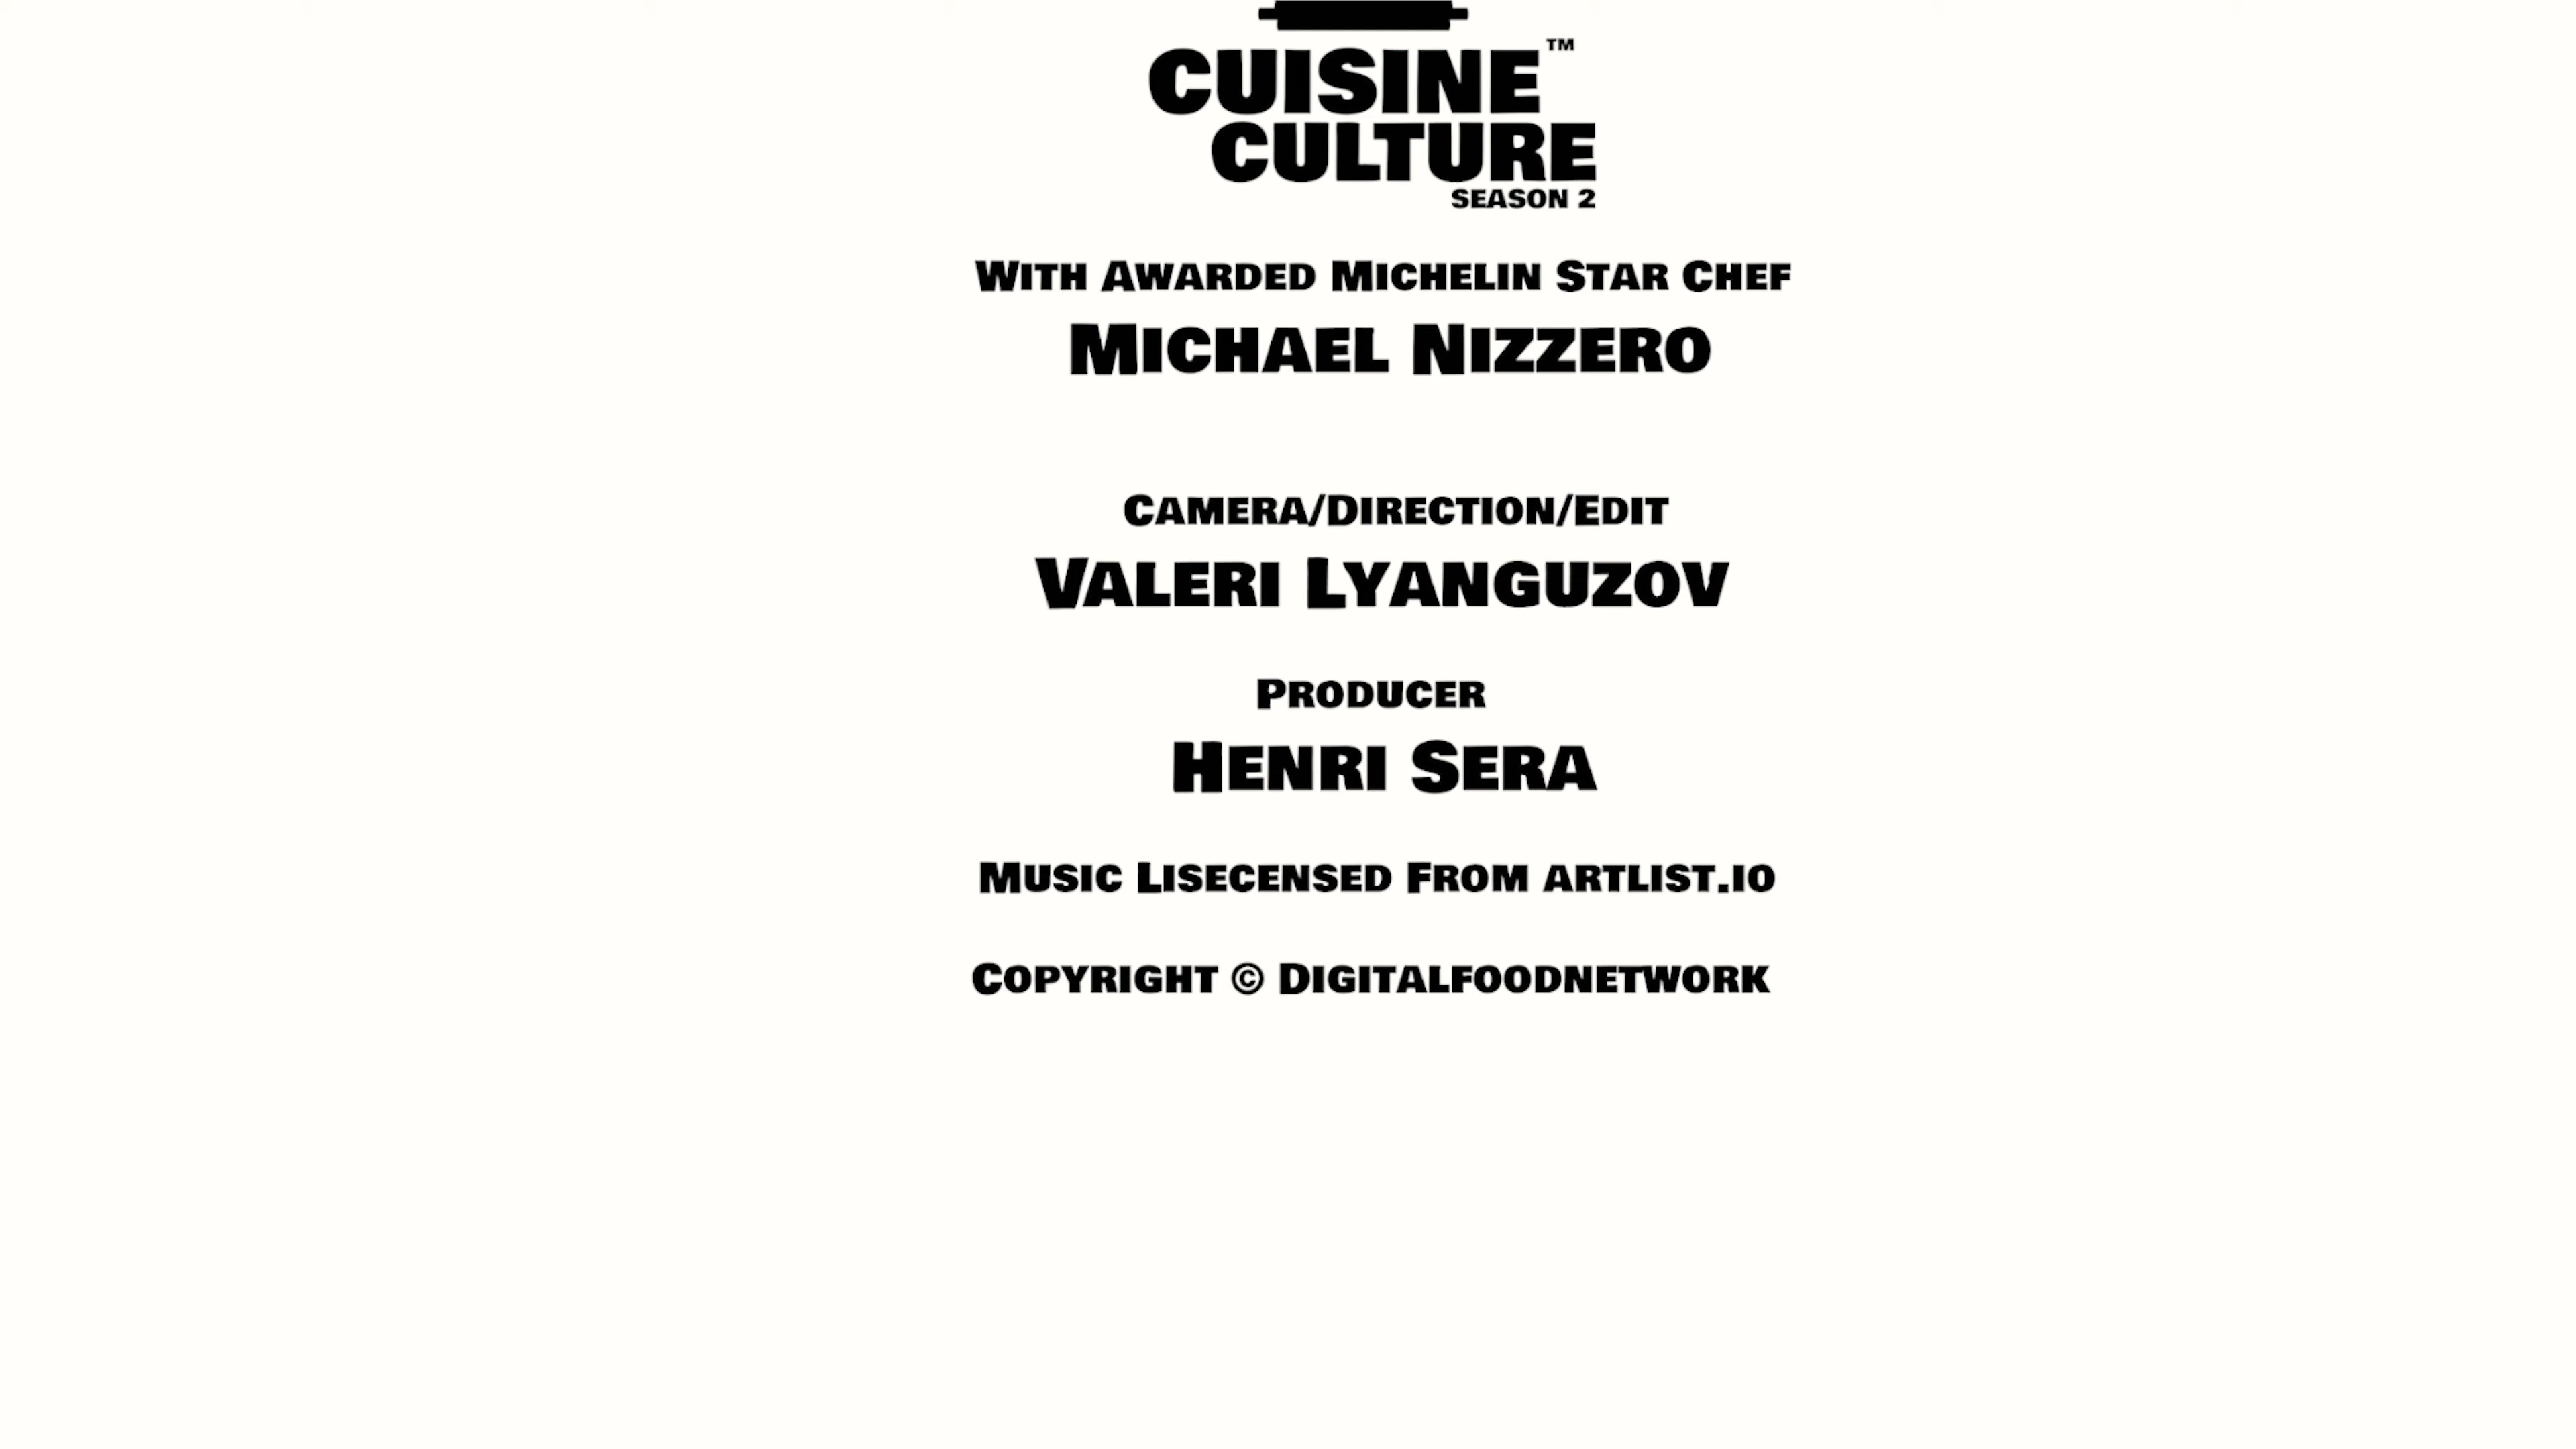 CUISINE™
CULTURE
SEASON 2
WITH AWARDED MICHELIN STAR CHEF
MICHAEL NIZZERO
CAMERA/DIRECTION/EDIT
VALERI LYANGUZOV
PRODUCER
HENRI SERA
MUSIC LISECENSED FROM ARTLIST.IO
COPYRIGHT © DIGITALFOODNETWORK